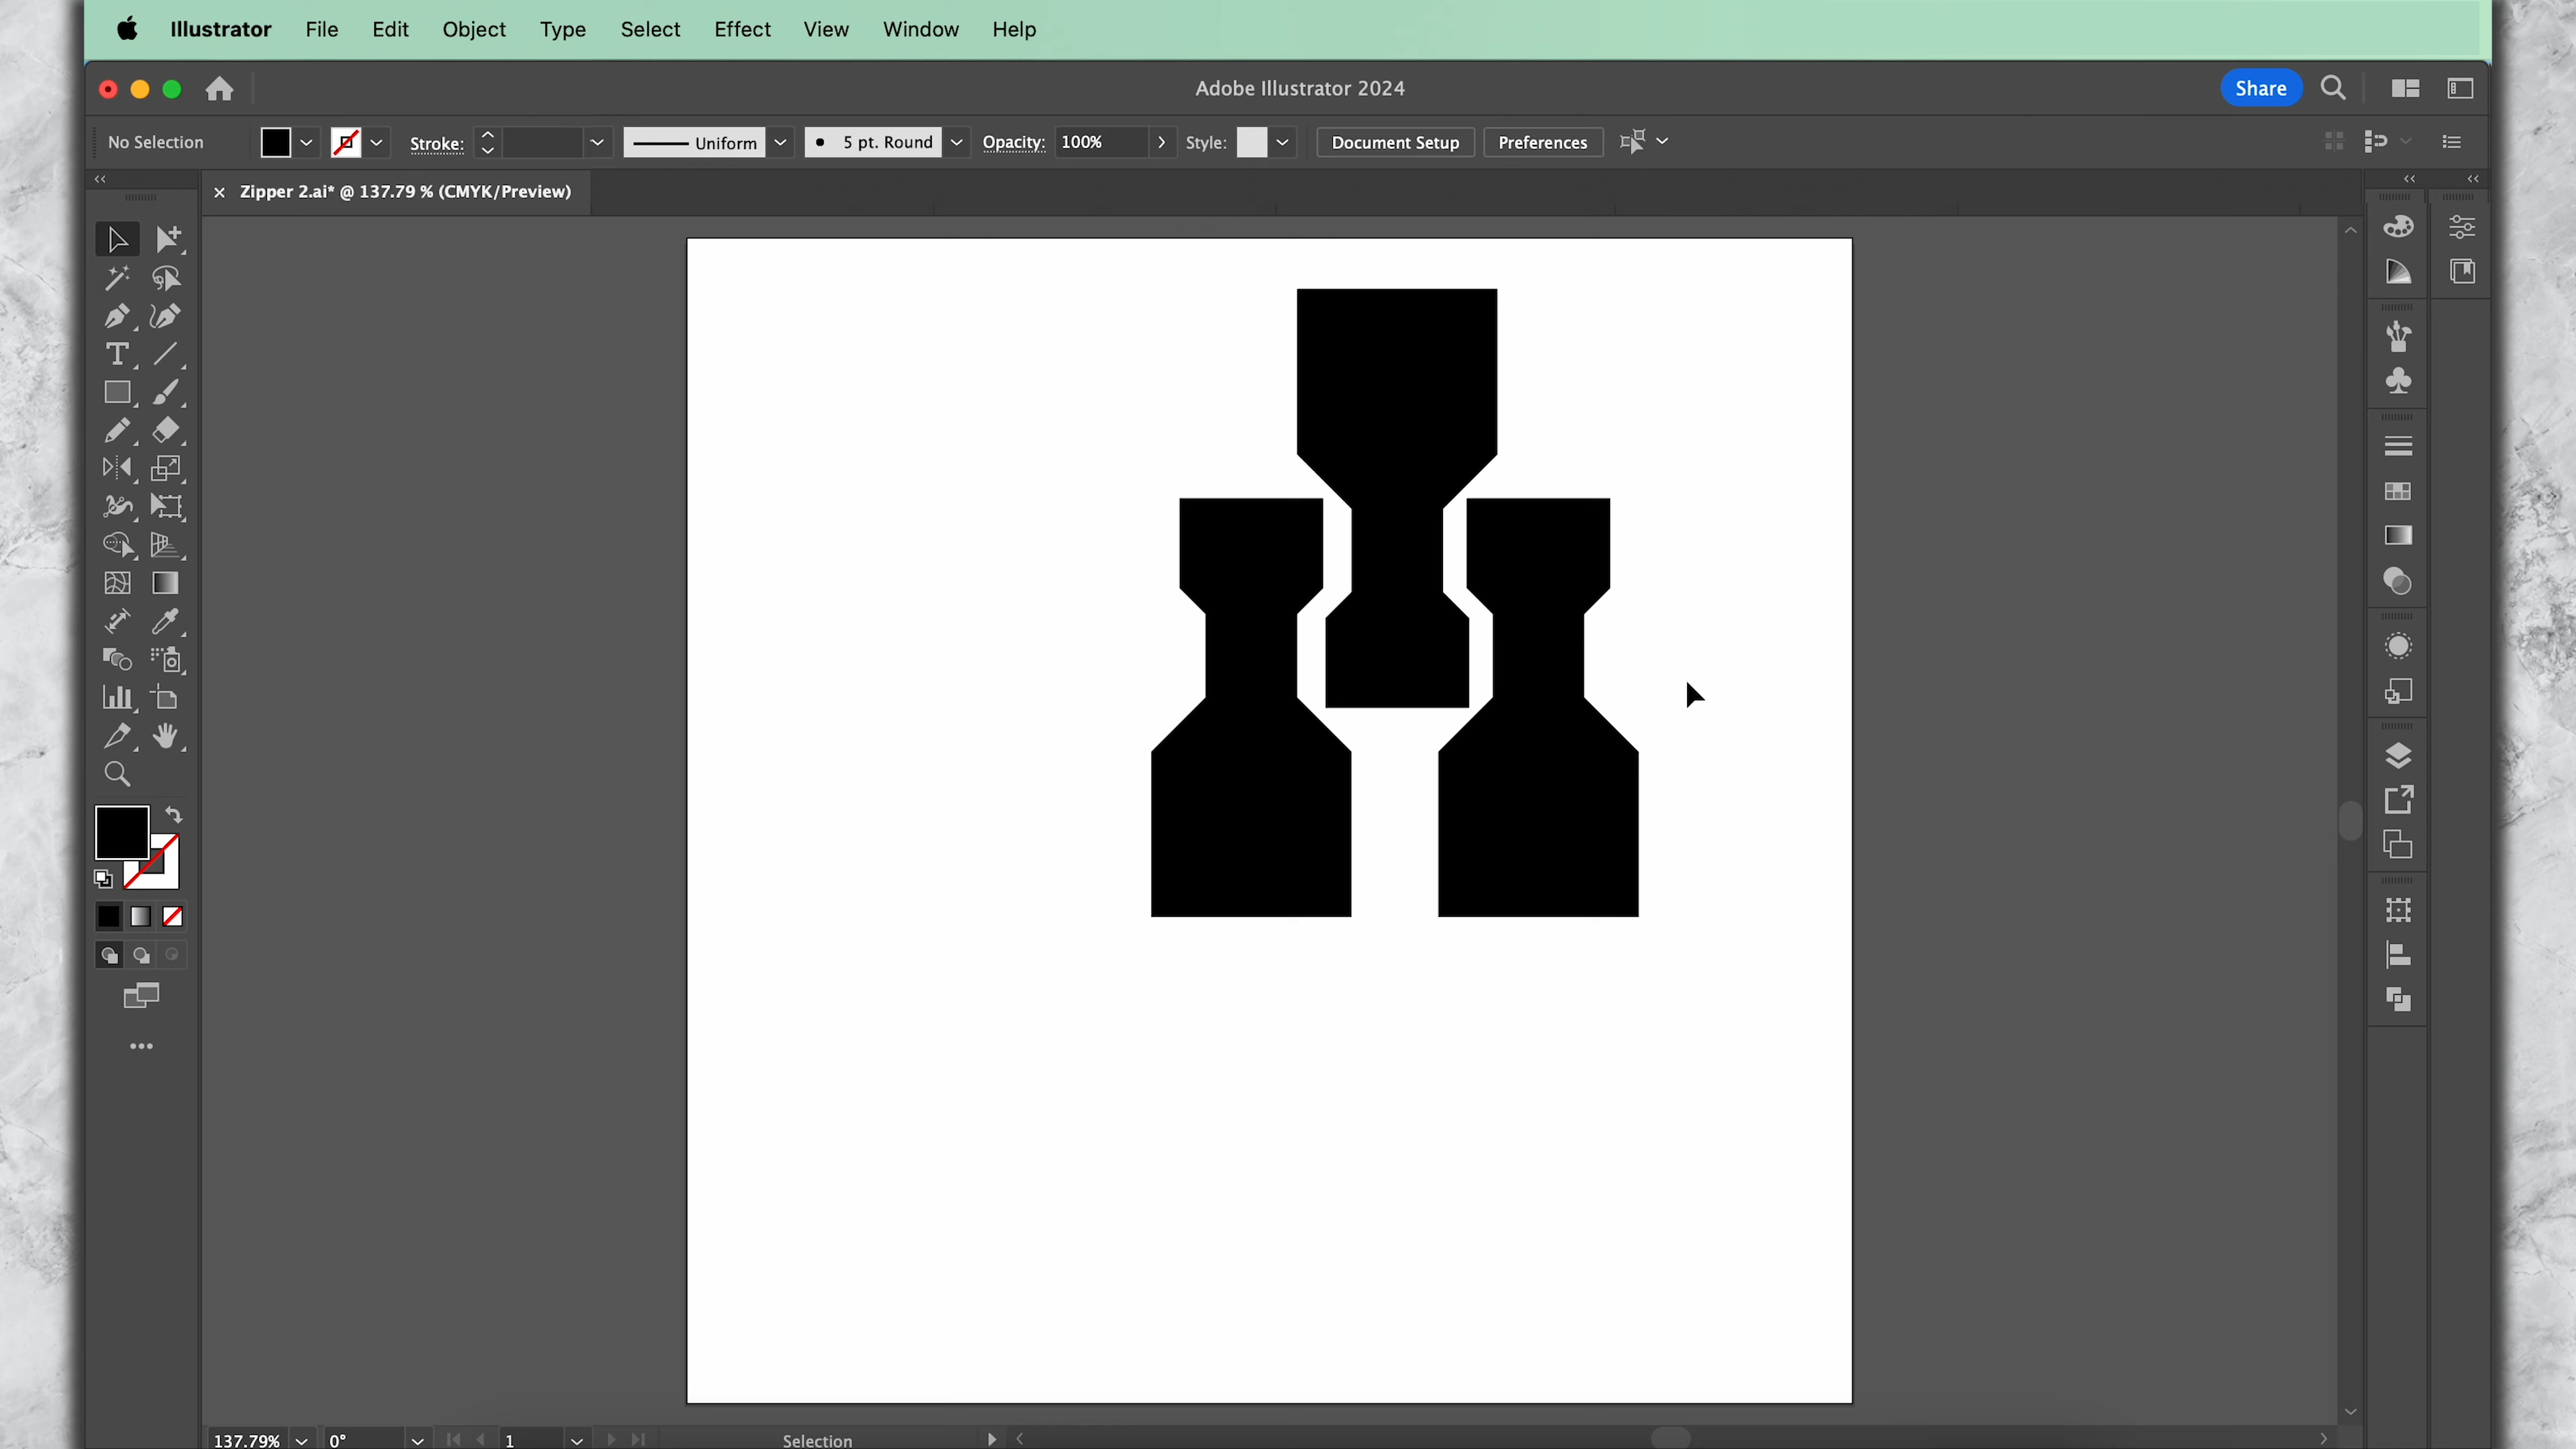 Illustrator File Edit Object Type Select Effect View Window Help
Adobe Illustrator 2024
Share
No Selection
Stroke:
Uniform
5 pt. Round
Opacity:
100%
Style:
Document Setup
Preferences
Zipper 2.ai* @ 137.79 % (CMYK/Preview)
137.79%
0°
1
Selection